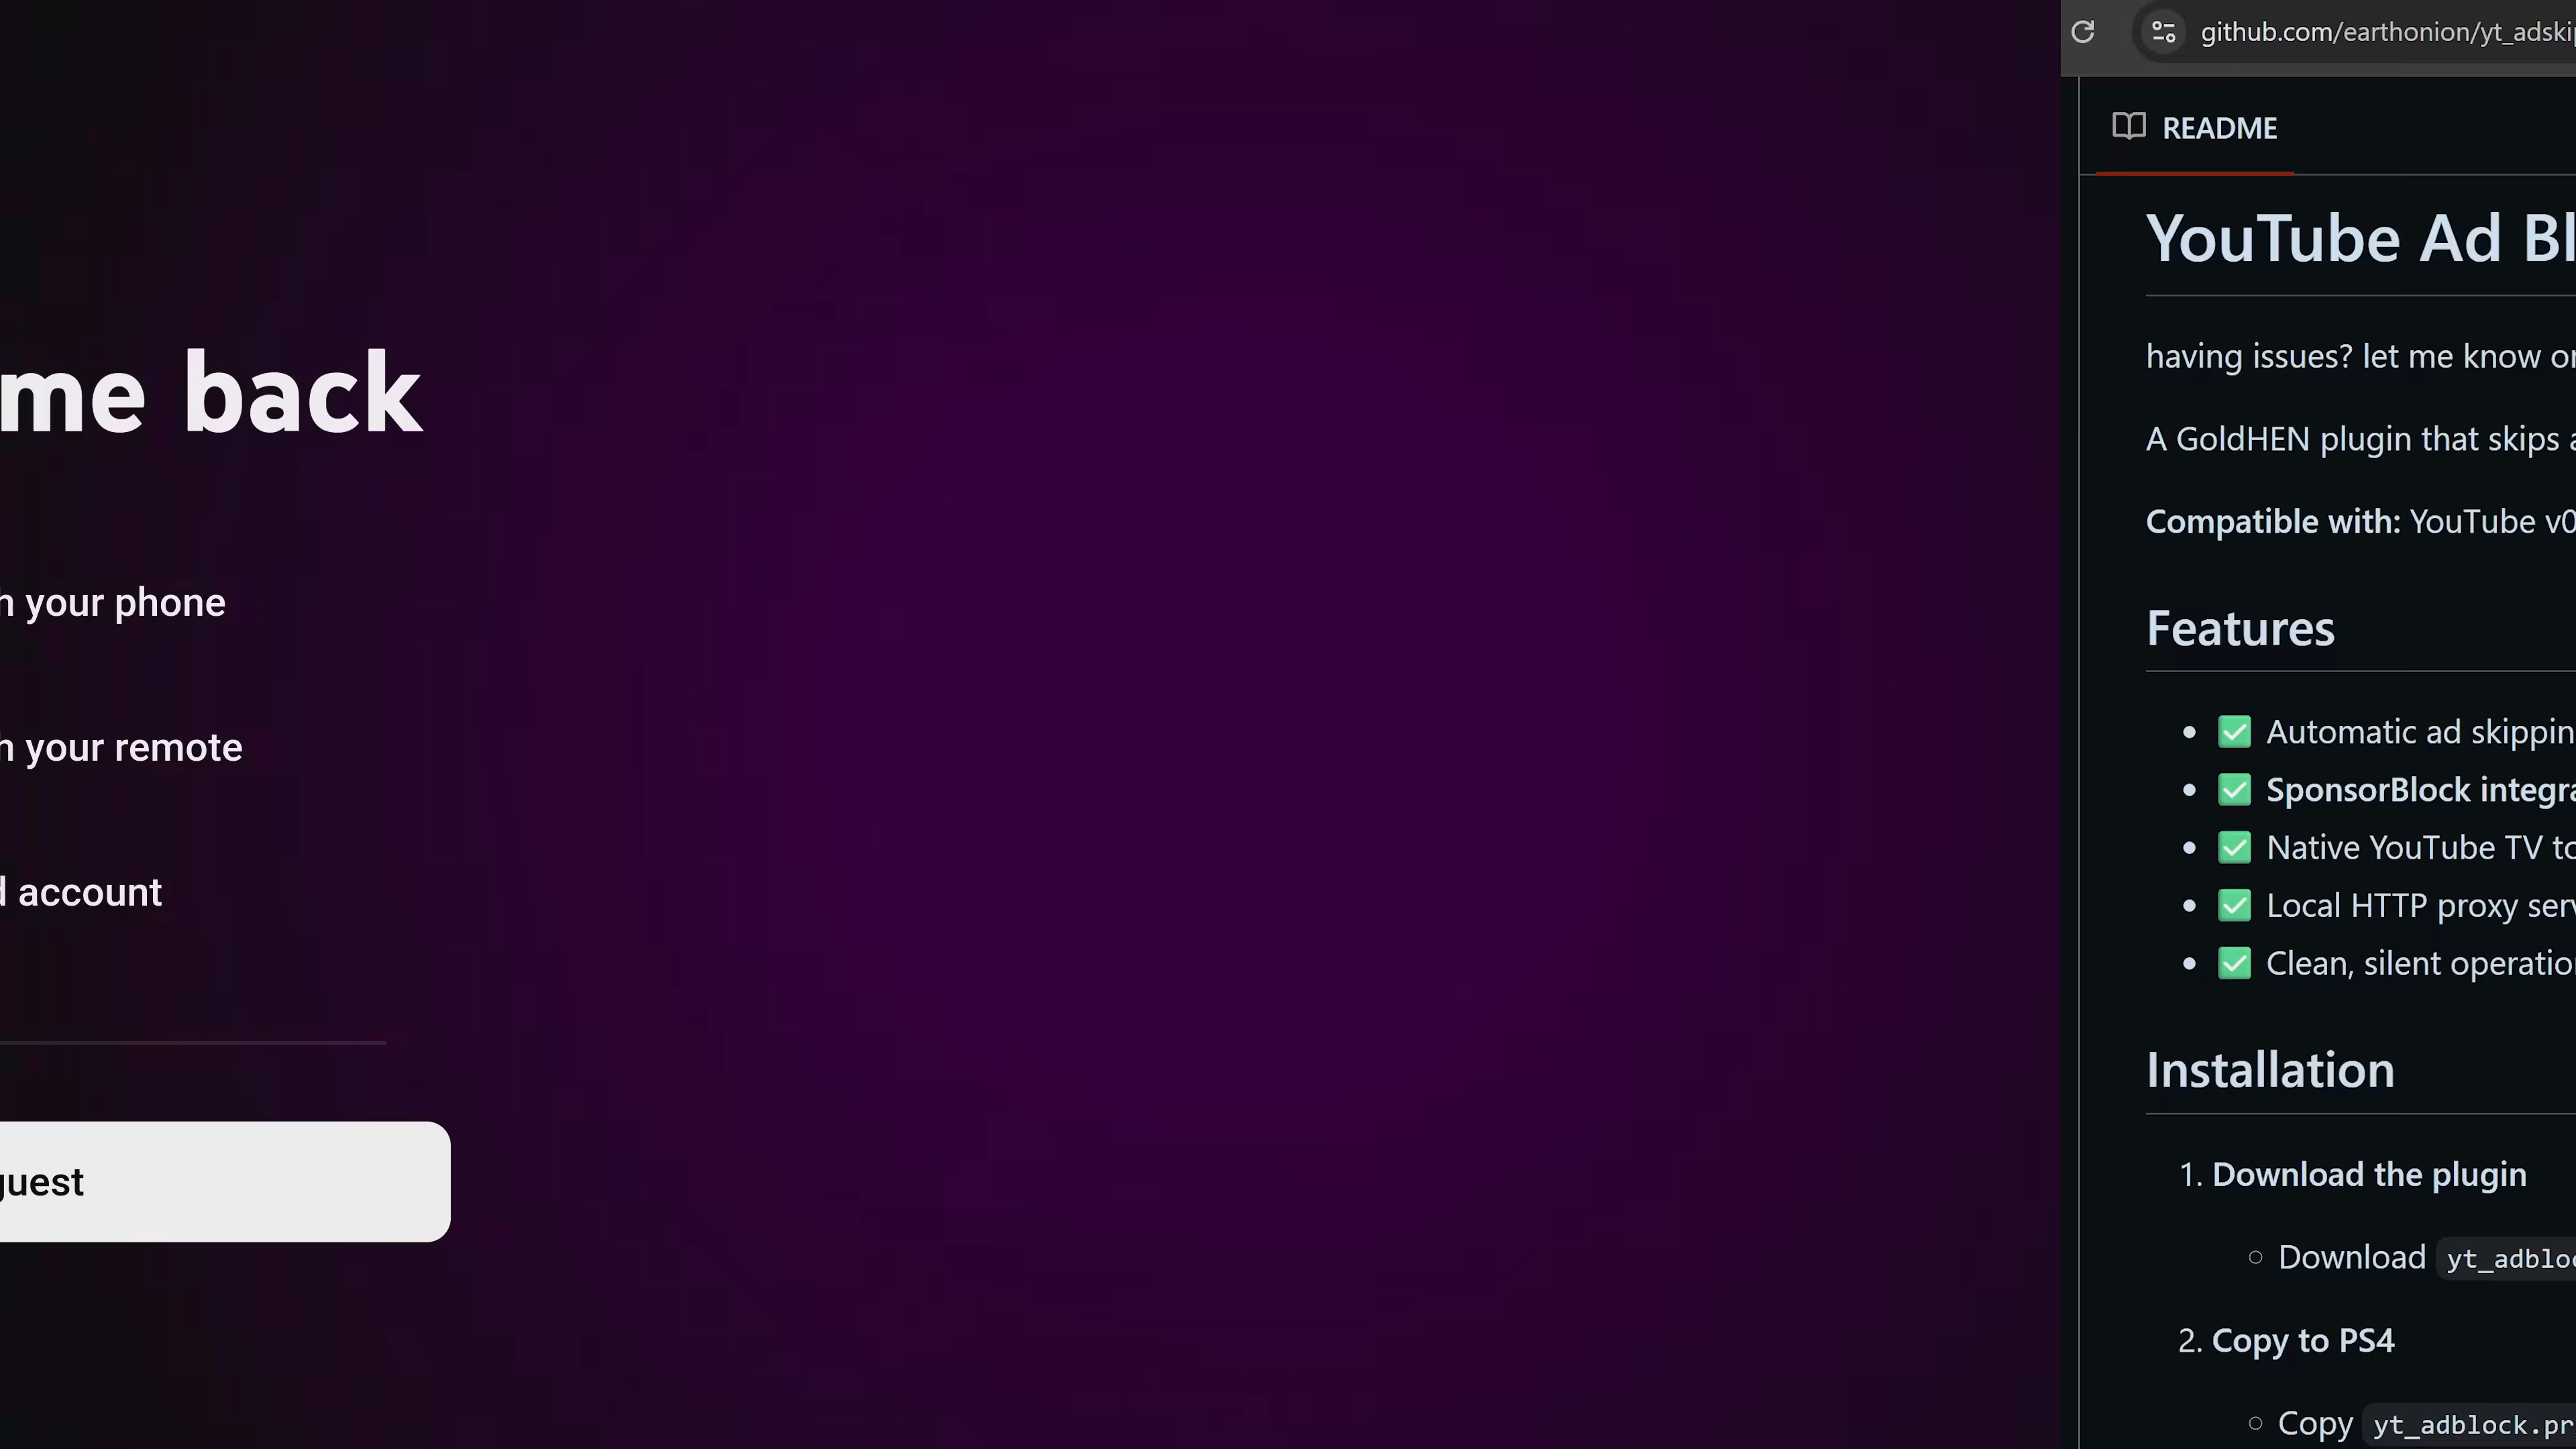 me back
your phone
your remote
account
github.com/earthonion/yt_adski
README
YouTube Ad Bl
having issues? let me know
A GoldHEN plugin that skips
Compatible with: YouTube v0
Features
✅ Automatic ad skippin
✅ SponsorBlock integra
✅ Native YouTube TV to
✅ Local HTTP proxy serv
✅ Clean, silent operatio
Installation
1. Download the plugin
Download yt_adbloc
2. Copy to PS4
Copy yt_adblock.pr
guest